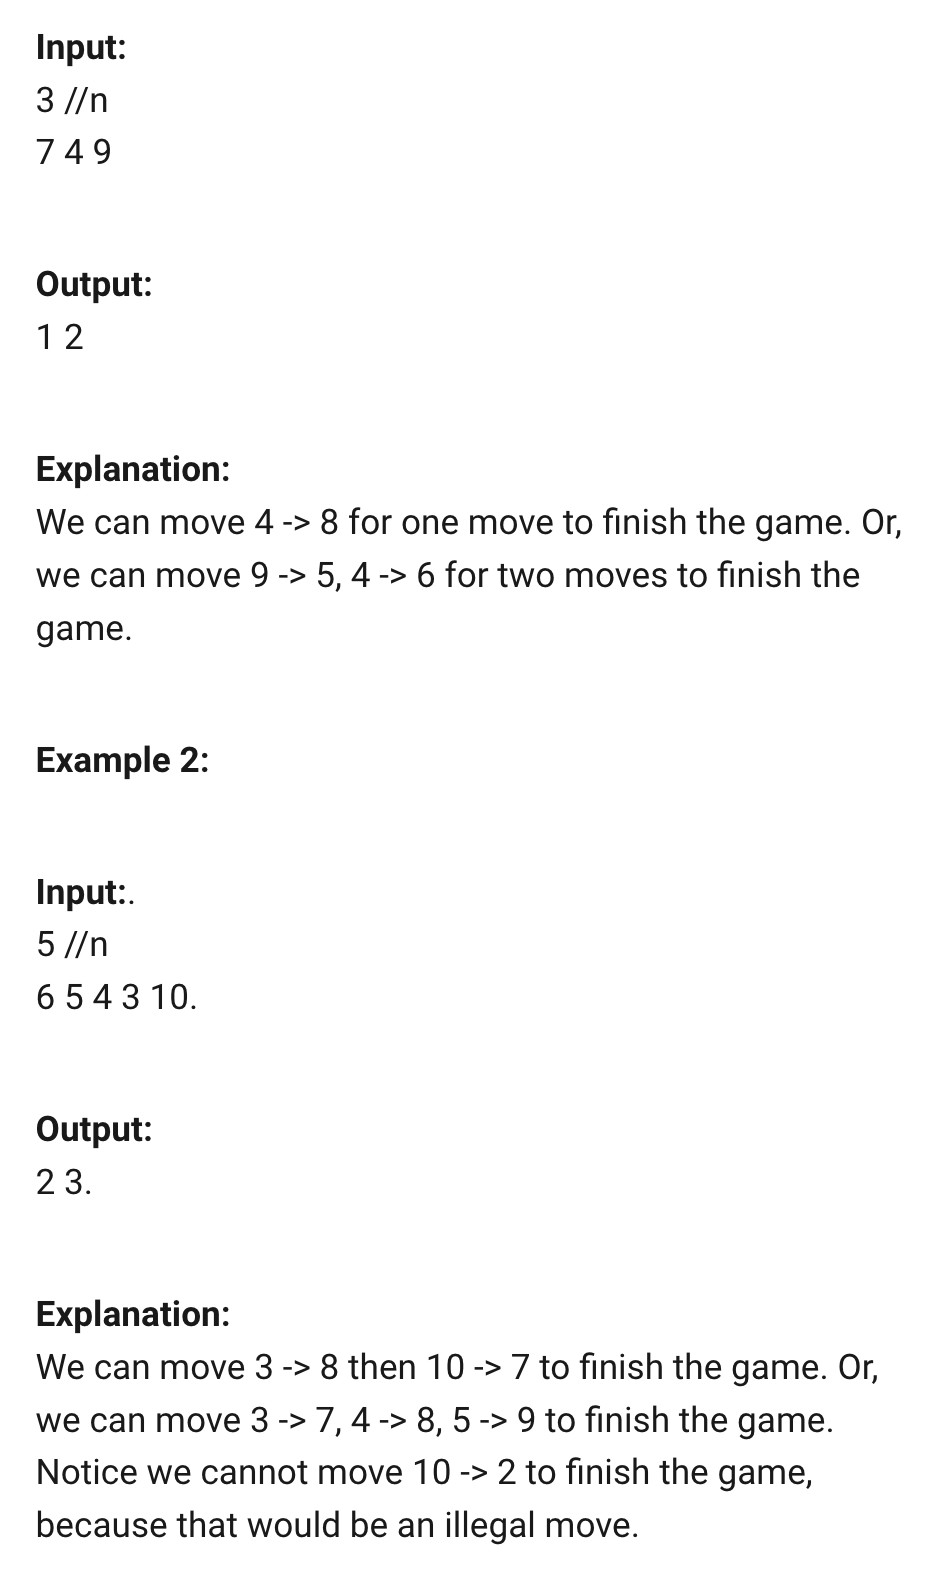 Input:
3 //n
7 4 9
Output:
1 2
Explanation:
We can move 4 -> 8 for one move to finish the game. Or,
we can move 9 -> 5, 4 -> 6 for two moves to finish the
game.
Example 2:
Input:.
5 //n
6 5 4 3 10.
Output:
2 3.
Explanation:
We can move 3 -> 8 then 10 -> 7 to finish the game. Or,
we can move 3 -> 7, 4 -> 8, 5 -> 9 to finish the game.
Notice we cannot move 10 -> 2 to finish the game,
because that would be an illegal move.